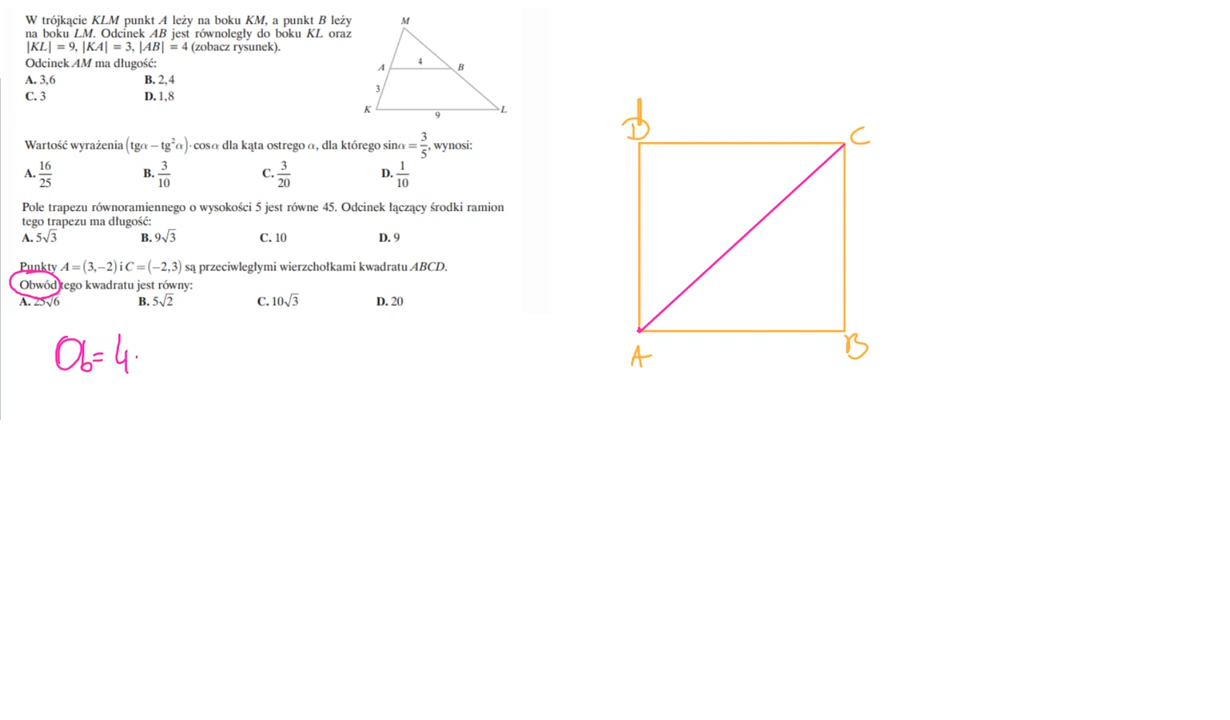 W trójkącie KLM punkt A leży na boku KM, a punkt B leży
na boku LM. Odcinek AB jest równoległy do boku KL oraz
|KL| = 9, |KA| = 3, |AB| = 4 (zobacz rysunek).
Odcinek AM ma długość:
A. 3,6 B. 2,4
C. 3 D. 1,8
M
A 4 B
3
K 9 L
Wartość wyrażenia (tgα − tg²α)·cosα dla kąta ostrego α, dla którego sinα = 3/5, wynosi:
A. 16/25 B. 3/10 C. 3/20 D. 1/10
Pole trapezu równoramiennego o wysokości 5 jest równe 45. Odcinek łączący środki ramion
tego trapezu ma długość:
A. 5√3 B. 9√3 C. 10 D. 9
Punkty A = (3,−2) i C = (−2,3) są przeciwległymi wierzchołkami kwadratu ABCD.
Obwód tego kwadratu jest równy:
A. 25√6 B. 5√2 C. 10√3 D. 20
Ob = 4 ·
D C
A B